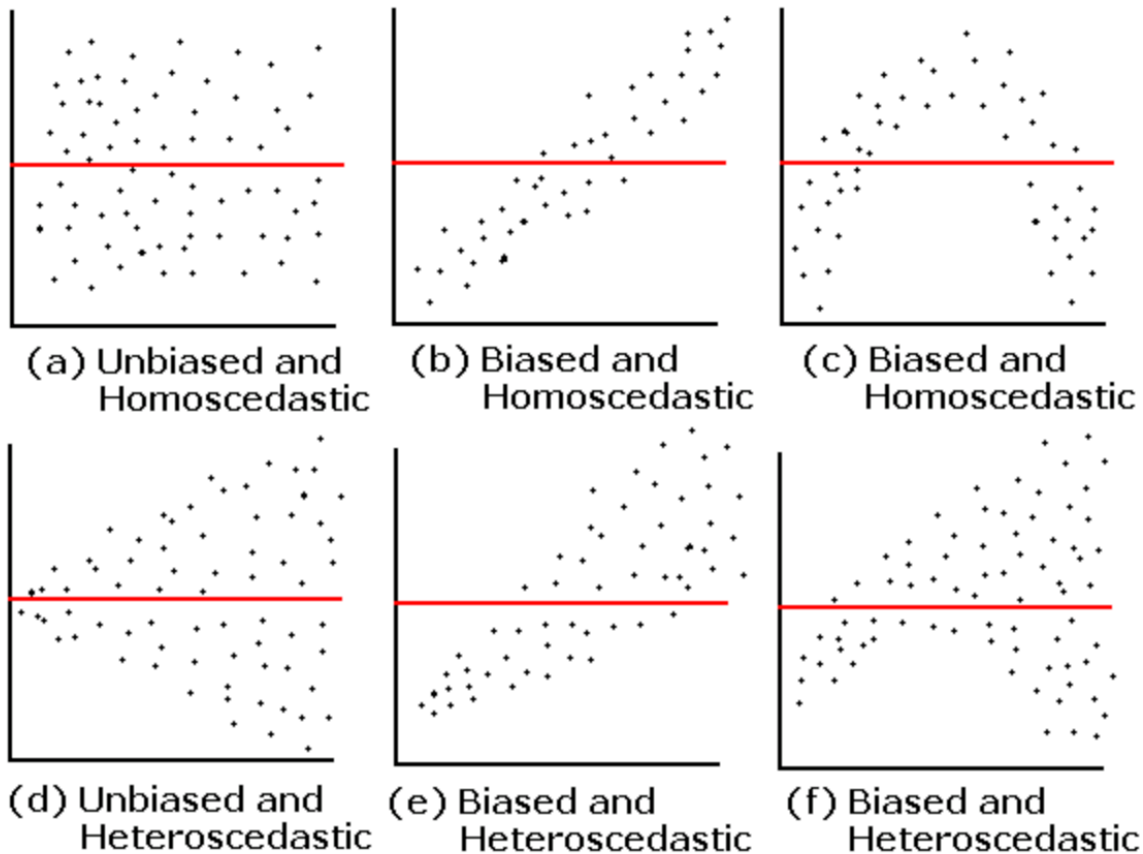 (a) Unbiased and
Homoscedastic
(b) Biased and
Homoscedastic
(c) Biased and
Homoscedastic
(d) Unbiased and
Heteroscedastic
(e) Biased and
Heteroscedastic
(f) Biased and
Heteroscedastic